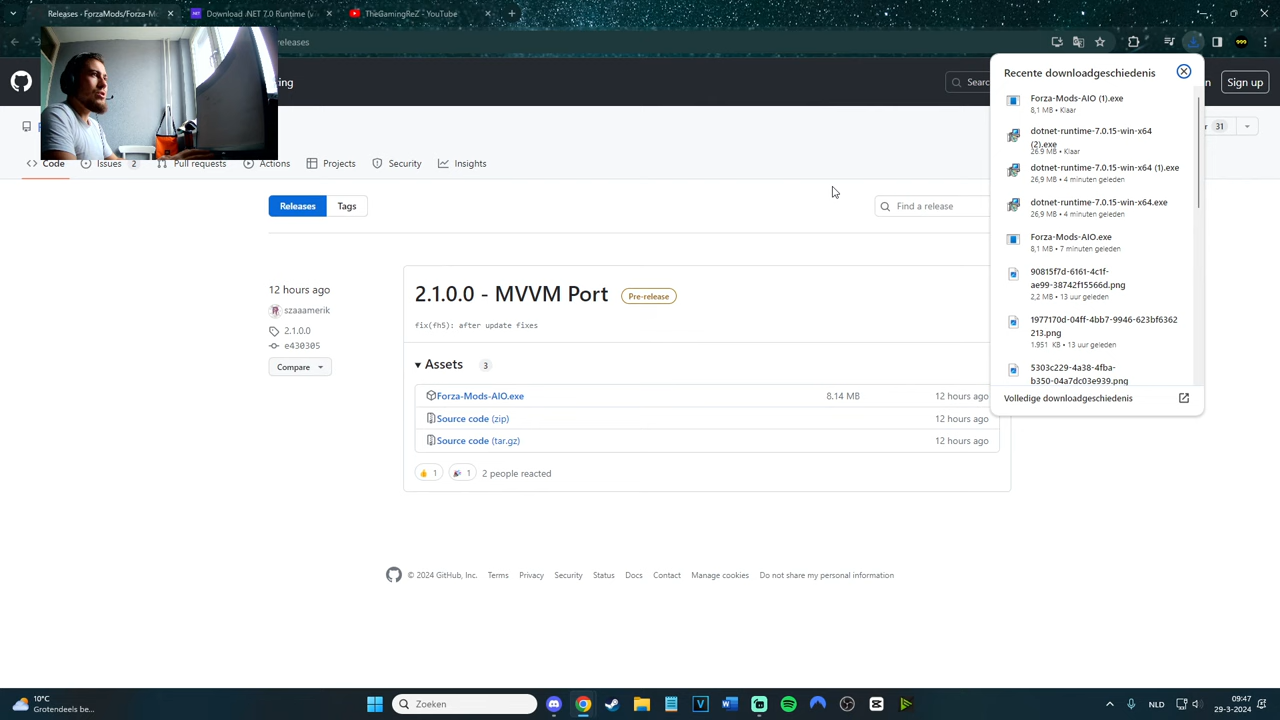 Releases · ForzaMods/Forza-M
Download .NET 7.0 Runtime (v
TheGamingReZ - YouTube
eleases
999
ing
Searc
n
Sign up
Recente downloadgeschiedenis
Forza-Mods-AIO (1).exe
8,1 MB • Klaar
dotnet-runtime-7.0.15-win-x64
(2).exe
26,9 MB • Klaar
dotnet-runtime-7.0.15-win-x64 (1).exe
26,9 MB • 4 minuten geleden
dotnet-runtime-7.0.15-win-x64.exe
26,9 MB • 4 minuten geleden
Forza-Mods-AIO.exe
8,1 MB • 7 minuten geleden
90815f7d-6161-4c1f-
ae99-38742f15566d.png
2,2 MB • 13 uur geleden
1977170d-04ff-4bb7-9946-623bf6362
213.png
1.951 KB • 13 uur geleden
5303c229-4a38-4fba-
b350-04a7dc03e939.png
Volledige downloadgeschiedenis
r 31
Code
Issues 2
Pull requests
Actions
Projects
Security
Insights
Releases
Tags
Find a release
12 hours ago
szaaamerik
2.1.0.0
e430305
Compare
2.1.0.0 - MVVM Port Pre-release
fix(fh5): after update fixes
Assets 3
Forza-Mods-AIO.exe 8.14 MB 12 hours ago
Source code (zip) 12 hours ago
Source code (tar.gz) 12 hours ago
1 1 2 people reacted
© 2024 GitHub, Inc. Terms Privacy Security Status Docs Contact Manage cookies Do not share my personal information
10°C
Grotendeels be...
Zoeken
NLD
09:47
29-3-2024